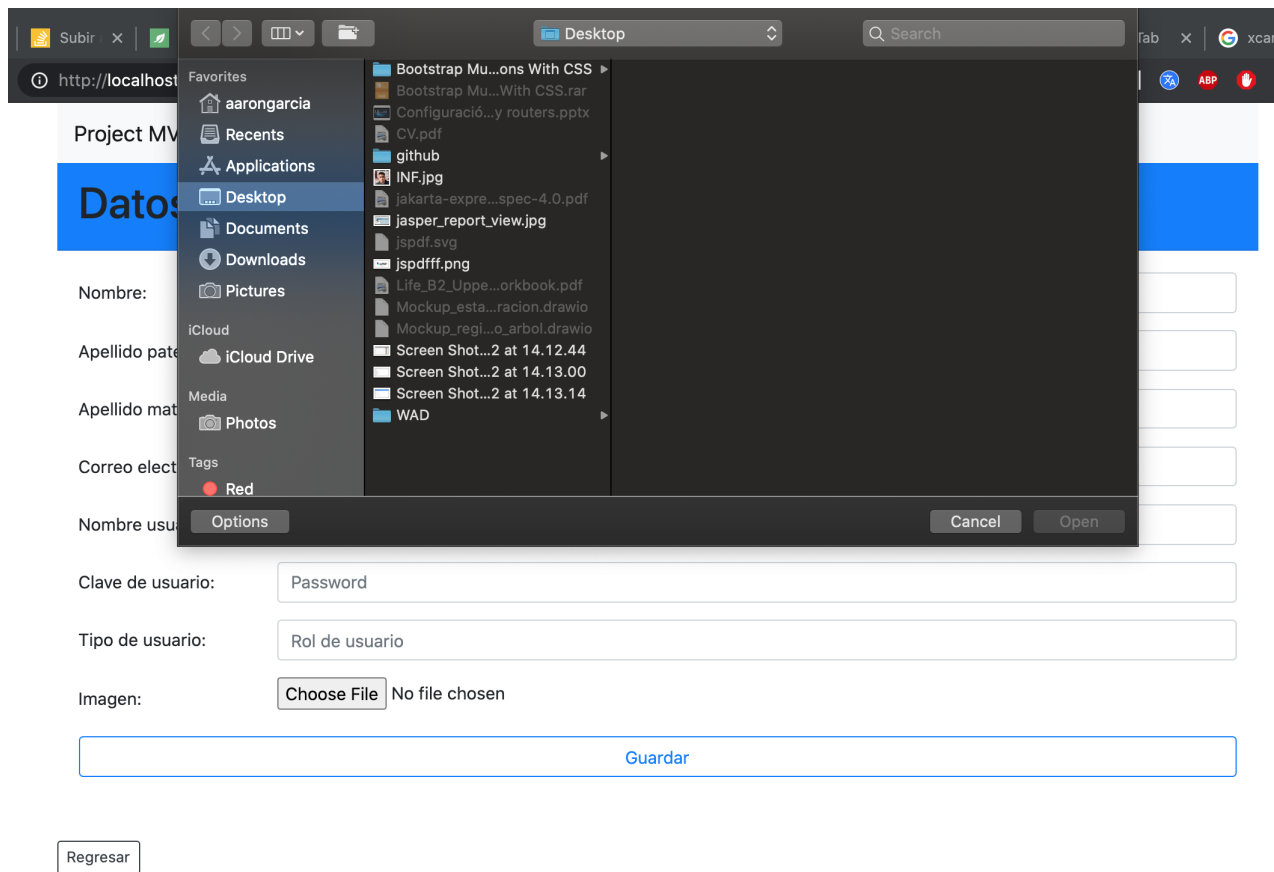 Subir
Tab
xcar
http://localhost
ABP
Desktop
Search
Favorites
aarongarcia
Recents
Applications
Desktop
Documents
Downloads
Pictures
iCloud
iCloud Drive
Media
Photos
Tags
Red
Bootstrap Mu...ons With CSS
Bootstrap Mu...With CSS.rar
Configuració...y routers.pptx
CV.pdf
github
INF.jpg
jakarta-expre...spec-4.0.pdf
jasper_report_view.jpg
jspdf.svg
jspdfff.png
Life_B2_Uppe...orkbook.pdf
Mockup_esta...racion.drawio
Mockup_regi...o_arbol.drawio
Screen Shot...2 at 14.12.44
Screen Shot...2 at 14.13.00
Screen Shot...2 at 14.13.14
WAD
Options
Cancel
Open
Project MV
Datos
Nombre:
Apellido pate
Apellido mat
Correo elect
Nombre usua
Clave de usuario:
Password
Tipo de usuario:
Rol de usuario
Imagen:
Choose File No file chosen
Guardar
Regresar